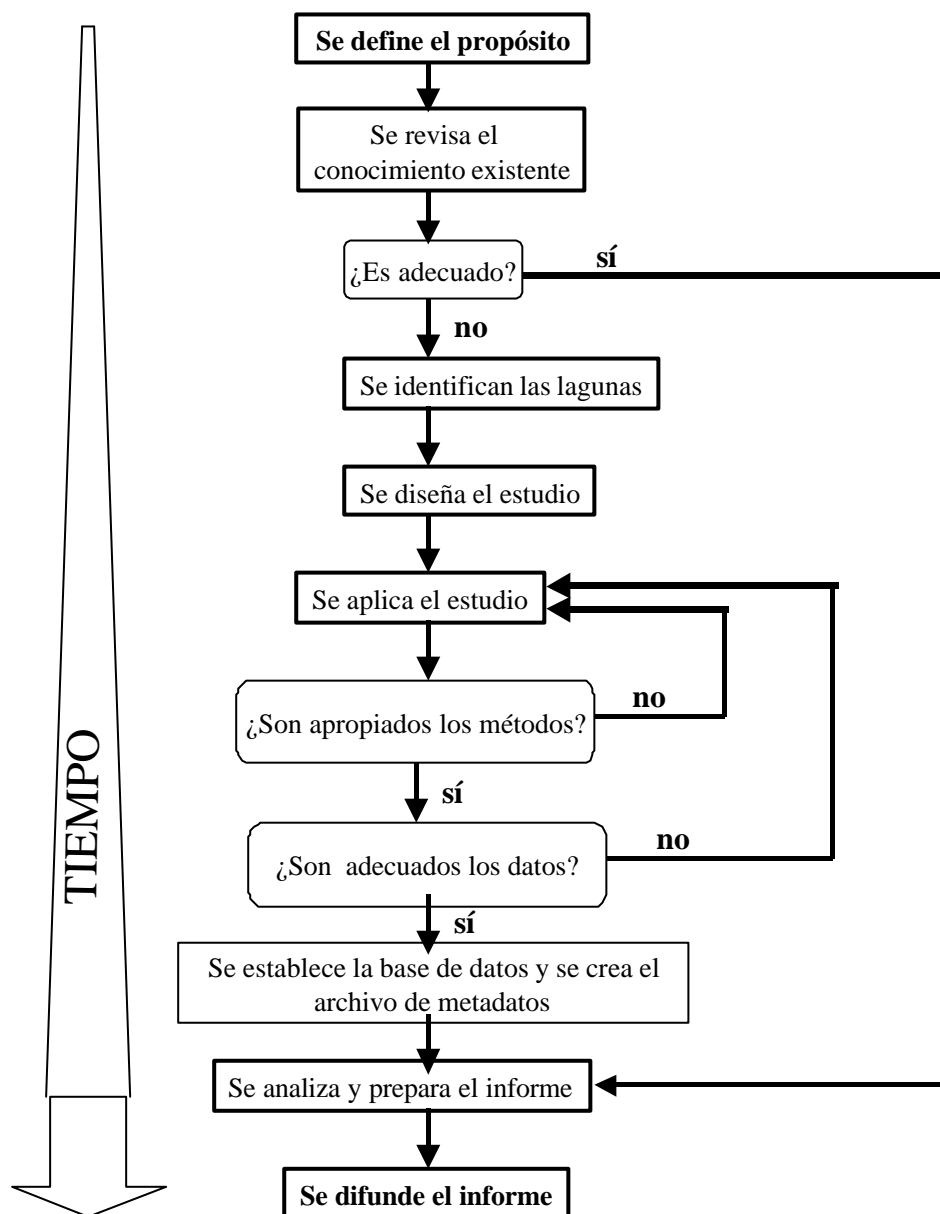 Se define el propósito
Se revisa el
conocimiento existente
¿Es adecuado?
sí
no
Se identifican las lagunas
Se diseña el estudio
Se aplica el estudio
¿Son apropiados los métodos?
no
sí
¿Son adecuados los datos?
no
sí
Se establece la base de datos y se crea el
archivo de metadatos
Se analiza y prepara el informe
Se difunde el informe
TIEMPO